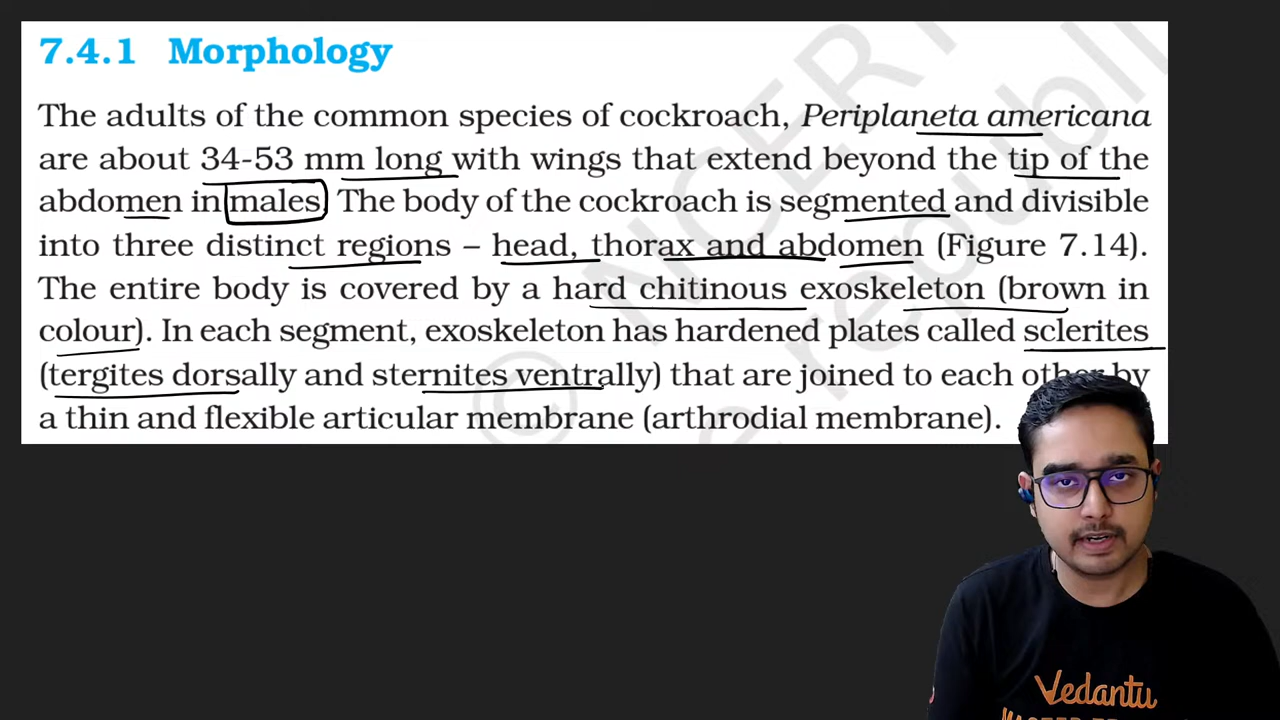 7.4.1 Morphology
The adults of the common species of cockroach, Periplaneta americana
are about 34-53 mm long with wings that extend beyond the tip of the
abdomen in males. The body of the cockroach is segmented and divisible
into three distinct regions – head, thorax and abdomen (Figure 7.14).
The entire body is covered by a hard chitinous exoskeleton (brown in
colour). In each segment, exoskeleton has hardened plates called sclerites
(tergites dorsally and sternites ventrally) that are joined to each other by
a thin and flexible articular membrane (arthrodial membrane).
© NCERT
republi
Vedantu